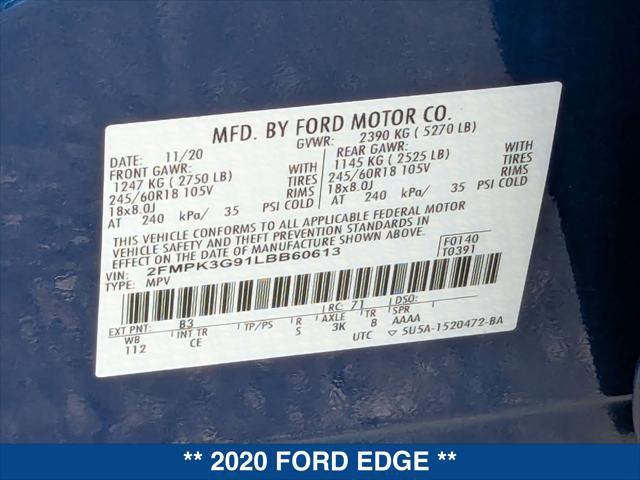 MFD. BY FORD MOTOR CO.
DATE: 11/20 GVWR: 2390 KG ( 5270 LB)
FRONT GAWR: WITH REAR GAWR: WITH
1247 KG ( 2750 LB) TIRES 1145 KG ( 2525 LB) TIRES
245/60R18 105V RIMS 245/60R18 105V RIMS
18x8.0J 18x8.0J
AT 240 kPa/ 35 PSI COLD AT 240 kPa/ 35 PSI COLD
THIS VEHICLE CONFORMS TO ALL APPLICABLE FEDERAL MOTOR
VEHICLE SAFETY AND THEFT PREVENTION STANDARDS IN
EFFECT ON THE DATE OF MANUFACTURE SHOWN ABOVE.
VIN: 2FMPK3G91LBB60613 F0140
TYPE: MPV T0391
EXT PNT: B3 RC: 71 DSO:
WB INT TR TP/PS R AXLE TR SPR
112 CE S 3K 8 AAAA
UTC ▽ 5U5A-1520472-BA
** 2020 FORD EDGE **